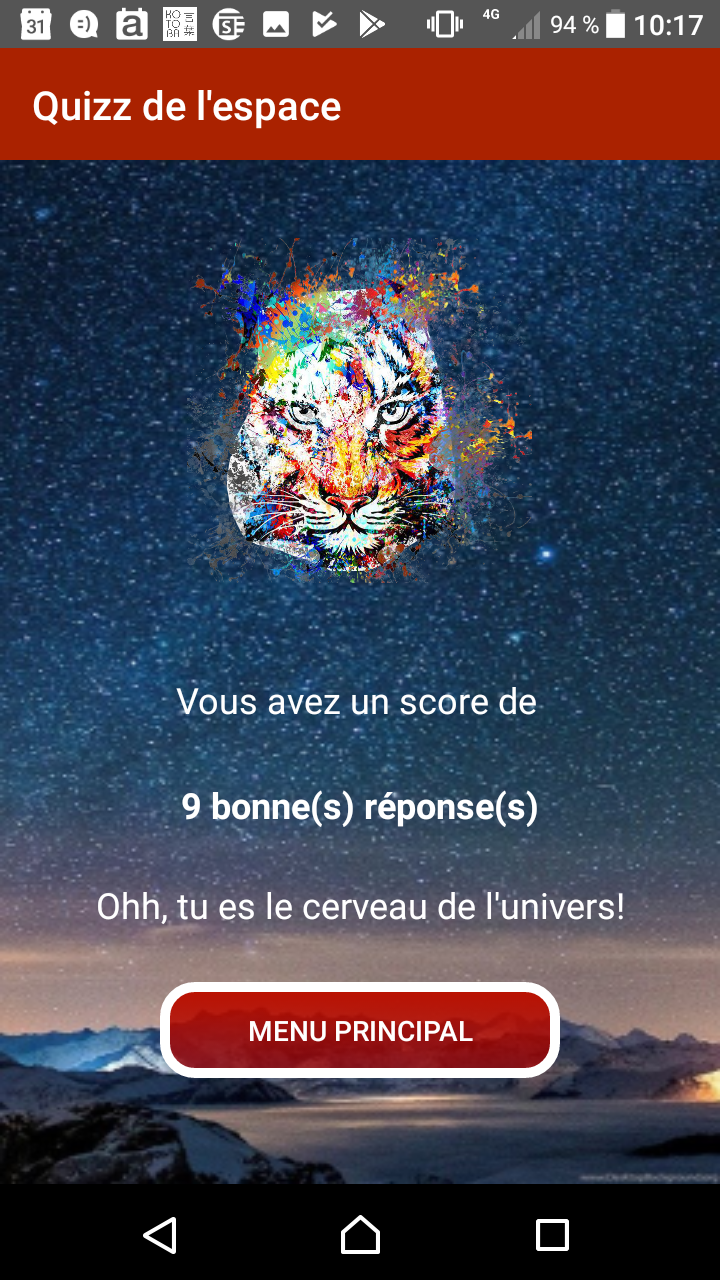 31 4G 94 % 10:17
Quizz de l'espace
Vous avez un score de
9 bonne(s) réponse(s)
Ohh, tu es le cerveau de l'univers!
MENU PRINCIPAL